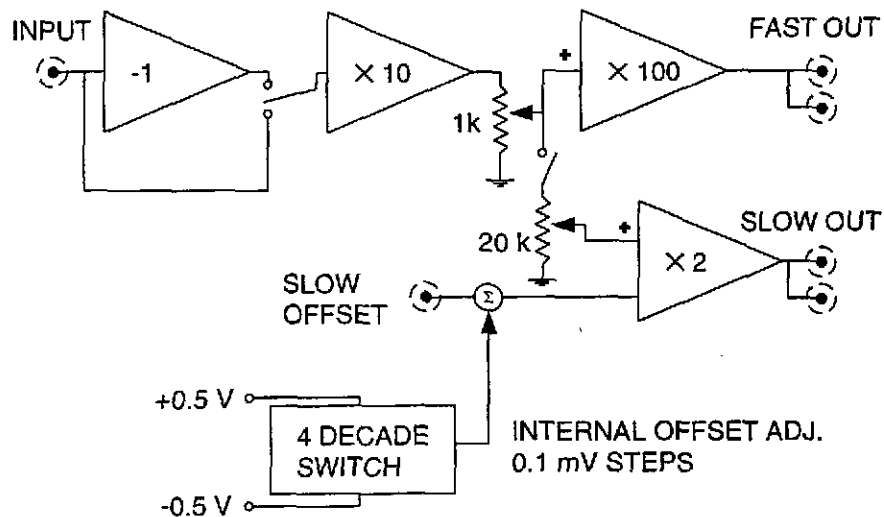 INPUT
-1
× 10
1k
+
× 100
FAST OUT
20 k
+
× 2
SLOW OUT
SLOW
OFFSET
Σ
+0.5 V
4 DECADE
SWITCH
-0.5 V
INTERNAL OFFSET ADJ.
0.1 mV STEPS